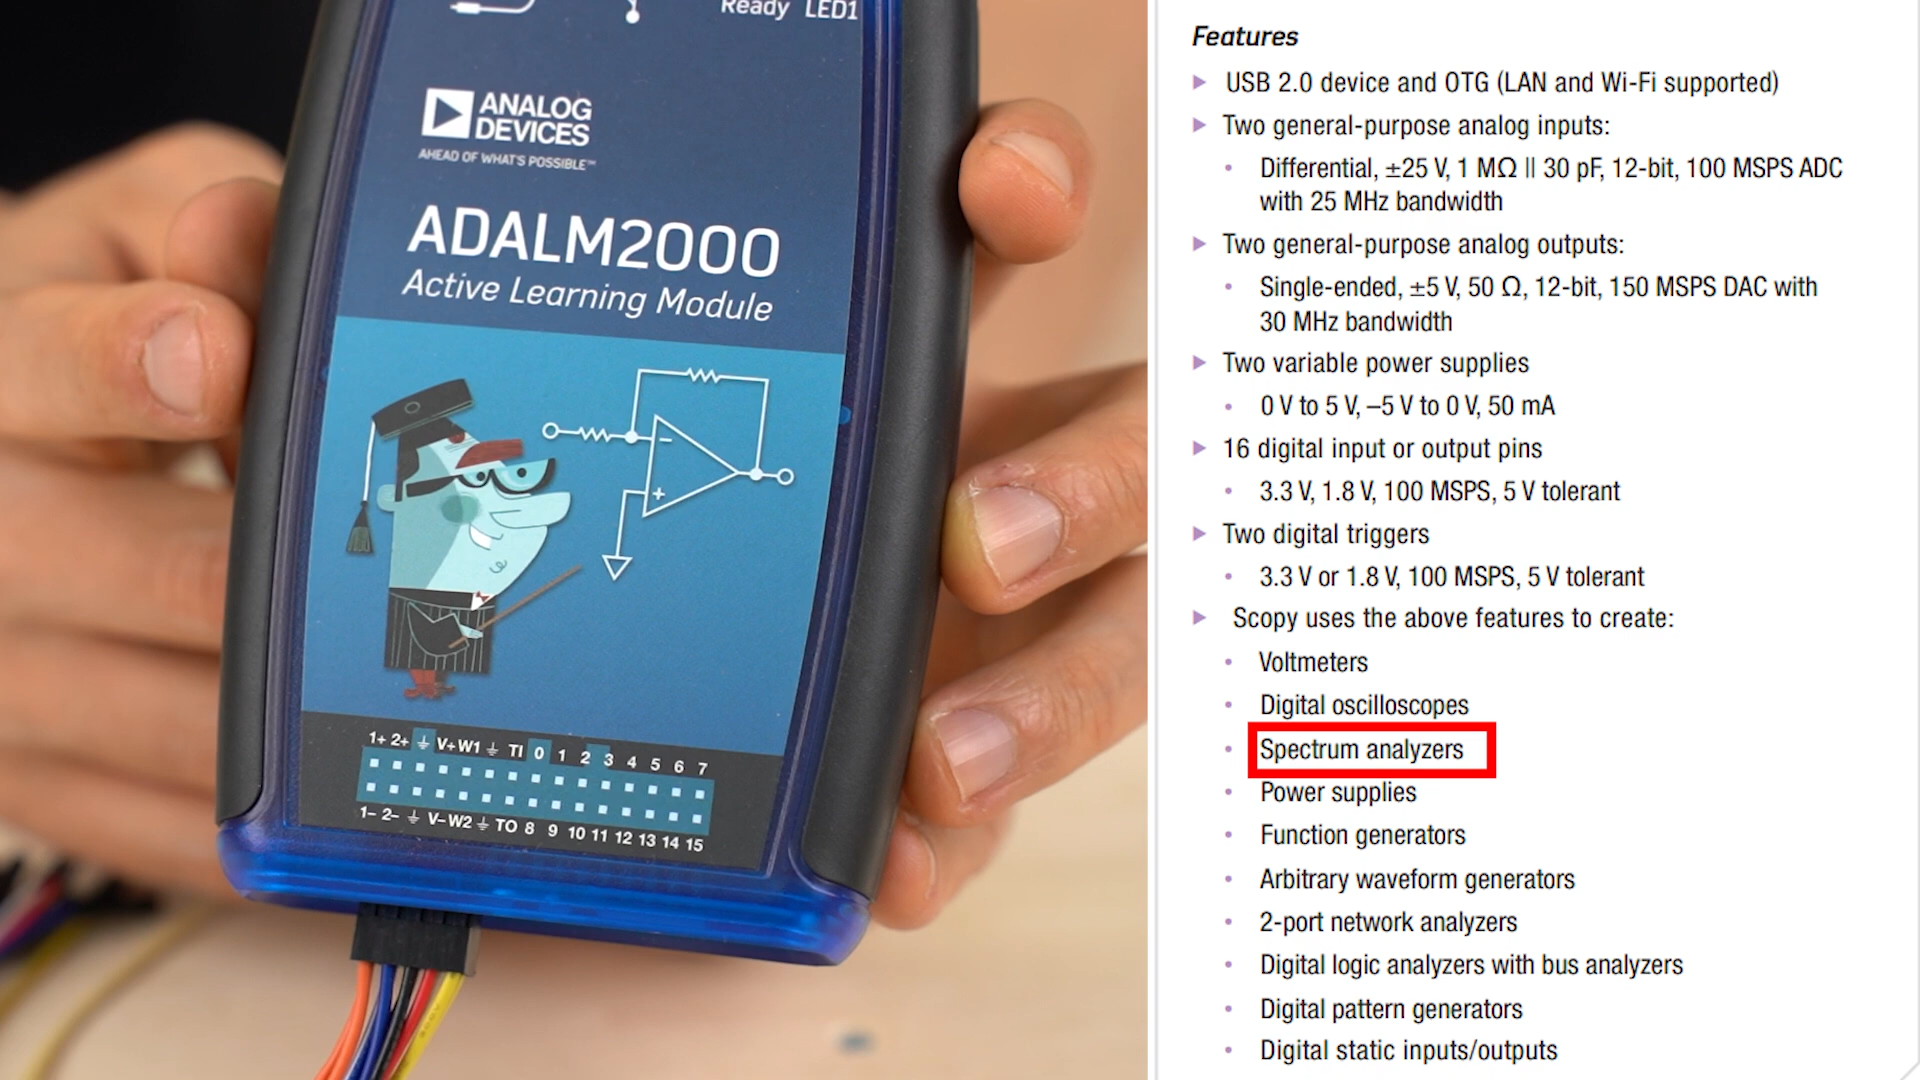 Ready LED1
ANALOG
DEVICES
AHEAD OF WHAT'S POSSIBLE™
ADALM2000
Active Learning Module
- +
1+ 2+ ⏚ V+ W1 ⏚ TI 0 1 2 3 4 5 6 7
1– 2– ⏚ V– W2 ⏚ TO 8 9 10 11 12 13 14 15
Features
▶ USB 2.0 device and OTG (LAN and Wi-Fi supported)
▶ Two general-purpose analog inputs:
• Differential, ±25 V, 1 MΩ || 30 pF, 12-bit, 100 MSPS ADC
with 25 MHz bandwidth
▶ Two general-purpose analog outputs:
• Single-ended, ±5 V, 50 Ω, 12-bit, 150 MSPS DAC with
30 MHz bandwidth
▶ Two variable power supplies
• 0 V to 5 V, –5 V to 0 V, 50 mA
▶ 16 digital input or output pins
• 3.3 V, 1.8 V, 100 MSPS, 5 V tolerant
▶ Two digital triggers
• 3.3 V or 1.8 V, 100 MSPS, 5 V tolerant
▶ Scopy uses the above features to create:
• Voltmeters
• Digital oscilloscopes
• Spectrum analyzers
• Power supplies
• Function generators
• Arbitrary waveform generators
• 2-port network analyzers
• Digital logic analyzers with bus analyzers
• Digital pattern generators
• Digital static inputs/outputs